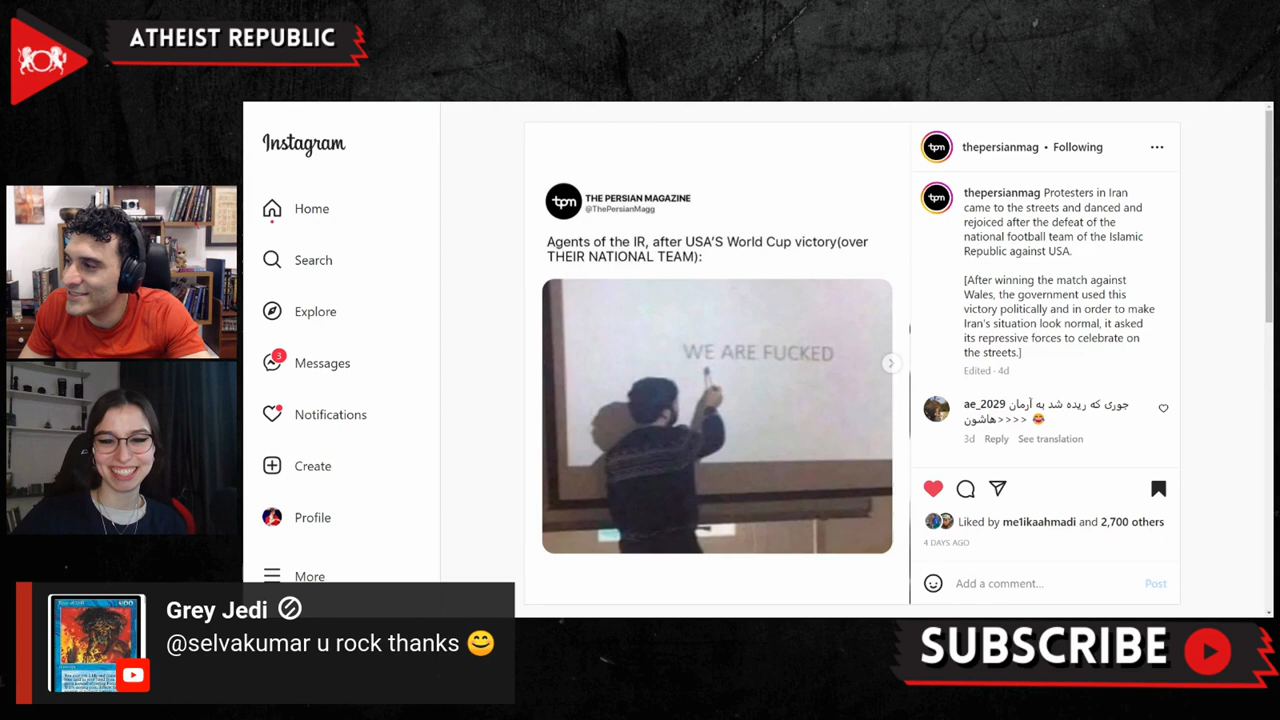 ATHEIST REPUBLIC
Instagram
Home
Search
Explore
3
Messages
Notifications
Create
Profile
More
tpm
THE PERSIAN MAGAZINE
@ThePersianMagg
Agents of the IR, after USA'S World Cup victory(over
THEIR NATIONAL TEAM):
WE ARE FUCKED
tpm
thepersianmag • Following
tpm
thepersianmag Protesters in Iran
came to the streets and danced and
rejoiced after the defeat of the
national football team of the Islamic
Republic against USA.
[After winning the match against
Wales, the government used this
victory politically and in order to make
Iran's situation look normal, it asked
its repressive forces to celebrate on
the streets.]
Edited · 4d
ae_2029 جوری که ریده شد به آرمان
هاشون>>>> 😂
3d Reply See translation
Liked by me1ikaahmadi and 2,700 others
4 DAYS AGO
Add a comment... Post
Grey Jedi
@selvakumar u rock thanks 😊
SUBSCRIBE